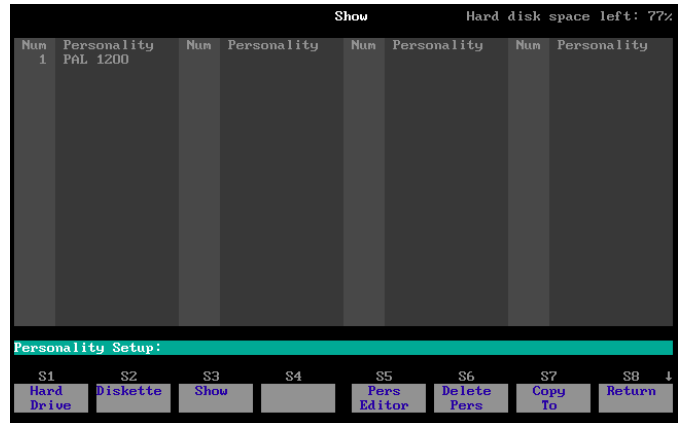 Show Hard disk space left: 77%
Num Personality Num Personality Num Personality Num Personality
1 PAL 1200
Personality Setup:
S1 S2 S3 S4 S5 S6 S7 S8 ↓
Hard Diskette Show Pers Delete Copy Return
Drive Editor Pers To